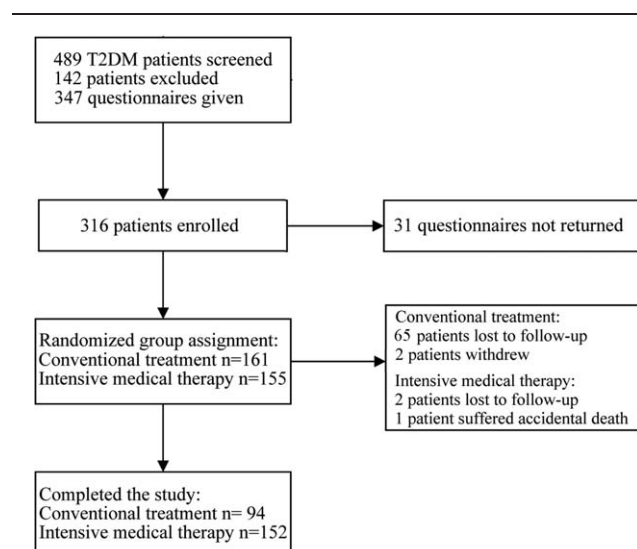 489 T2DM patients screened
142 patients excluded
347 questionnaires given
316 patients enrolled
31 questionnaires not returned
Randomized group assignment:
Conventional treatment n=161
Intensive medical therapy n=155
Conventional treatment:
65 patients lost to follow-up
2 patients withdrew
Intensive medical therapy:
2 patients lost to follow-up
1 patient suffered accidental death
Completed the study:
Conventional treatment n= 94
Intensive medical therapy n=152